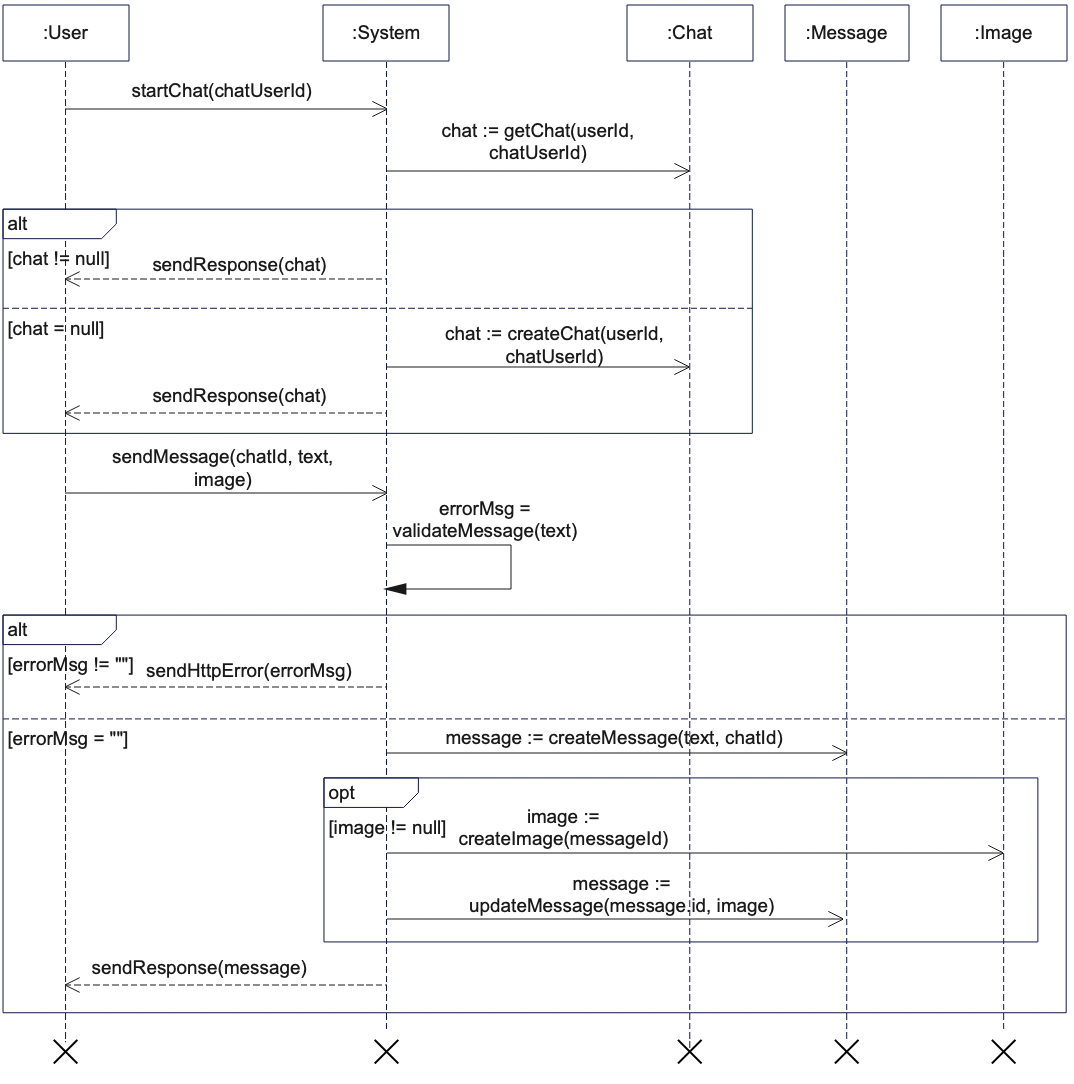 :User
:System
:Chat
:Message
:Image
startChat(chatUserId)
chat := getChat(userId,
chatUserId)
alt
[chat != null]
sendResponse(chat)
[chat = null]
chat := createChat(userId,
chatUserId)
sendResponse(chat)
sendMessage(chatId, text,
image)
errorMsg =
validateMessage(text)
alt
[errorMsg != ""]
sendHttpError(errorMsg)
[errorMsg = ""]
message := createMessage(text, chatId)
opt
[image != null]
image :=
createImage(messageId)
message :=
updateMessage(message.id, image)
sendResponse(message)